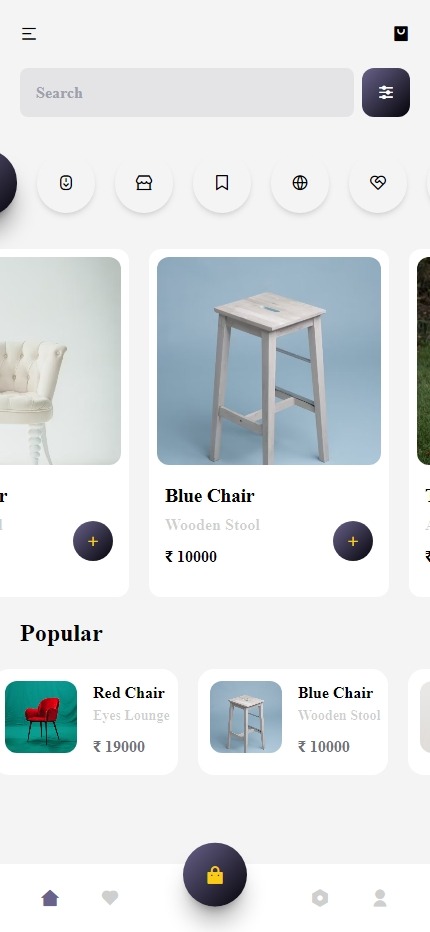 Search
r
l
Blue Chair
Wooden Stool
₹ 10000
Popular
Red Chair
Eyes Lounge
₹ 19000
Blue Chair
Wooden Stool
₹ 10000